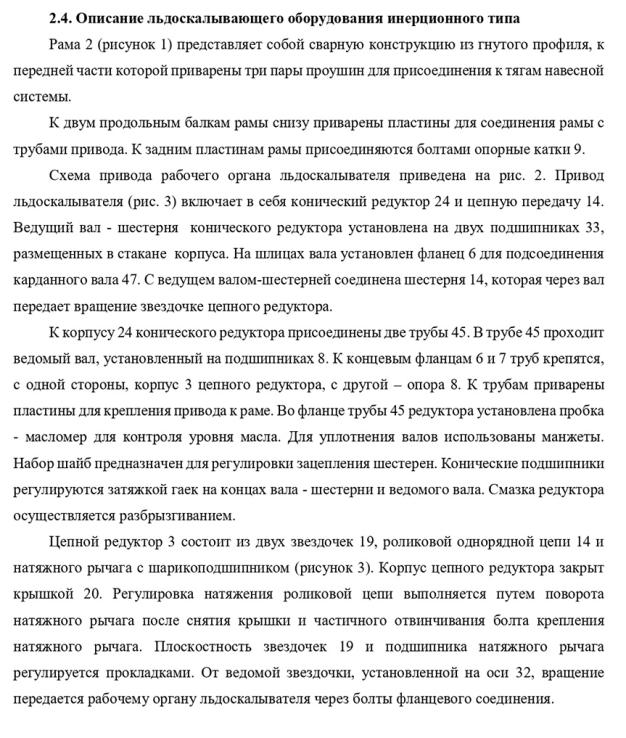 2.4. Описание льдоскалывающего оборудования инерционного типа
Рама 2 (рисунок 1) представляет собой сварную конструкцию из гнутого профиля, к
передней части которой приварены три пары проушин для присоединения к тягам навесной
системы.
К двум продольным балкам рамы снизу приварены пластины для соединения рамы с
трубами привода. К задним пластинам рамы присоединяются болтами опорные катки 9.
Схема привода рабочего органа льдоскалывателя приведена на рис. 2. Привод
льдоскалывателя (рис. 3) включает в себя конический редуктор 24 и цепную передачу 14.
Ведущий вал - шестерня конического редуктора установлена на двух подшипниках 33,
размещенных в стакане корпуса. На шлицах вала установлен фланец 6 для подсоединения
карданного вала 47. С ведущем валом-шестерней соединена шестерня 14, которая через вал
передает вращение звездочке цепного редуктора.
К корпусу 24 конического редуктора присоединены две трубы 45. В трубе 45 проходит
ведомый вал, установленный на подшипниках 8. К концевым фланцам 6 и 7 труб крепятся,
с одной стороны, корпус 3 цепного редуктора, с другой – опора 8. К трубам приварены
пластины для крепления привода к раме. Во фланце трубы 45 редуктора установлена пробка
- масломер для контроля уровня масла. Для уплотнения валов использованы манжеты.
Набор шайб предназначен для регулировки зацепления шестерен. Конические подшипники
регулируются затяжкой гаек на концах вала - шестерни и ведомого вала. Смазка редуктора
осуществляется разбрызгиванием.
Цепной редуктор 3 состоит из двух звездочек 19, роликовой однорядной цепи 14 и
натяжного рычага с шарикоподшипником (рисунок 3). Корпус цепного редуктора закрыт
крышкой 20. Регулировка натяжения роликовой цепи выполняется путем поворота
натяжного рычага после снятия крышки и частичного отвинчивания болта крепления
натяжного рычага. Плоскостность звездочек 19 и подшипника натяжного рычага
регулируется прокладками. От ведомой звездочки, установленной на оси 32, вращение
передается рабочему органу льдоскалывателя через болты фланцевого соединения.